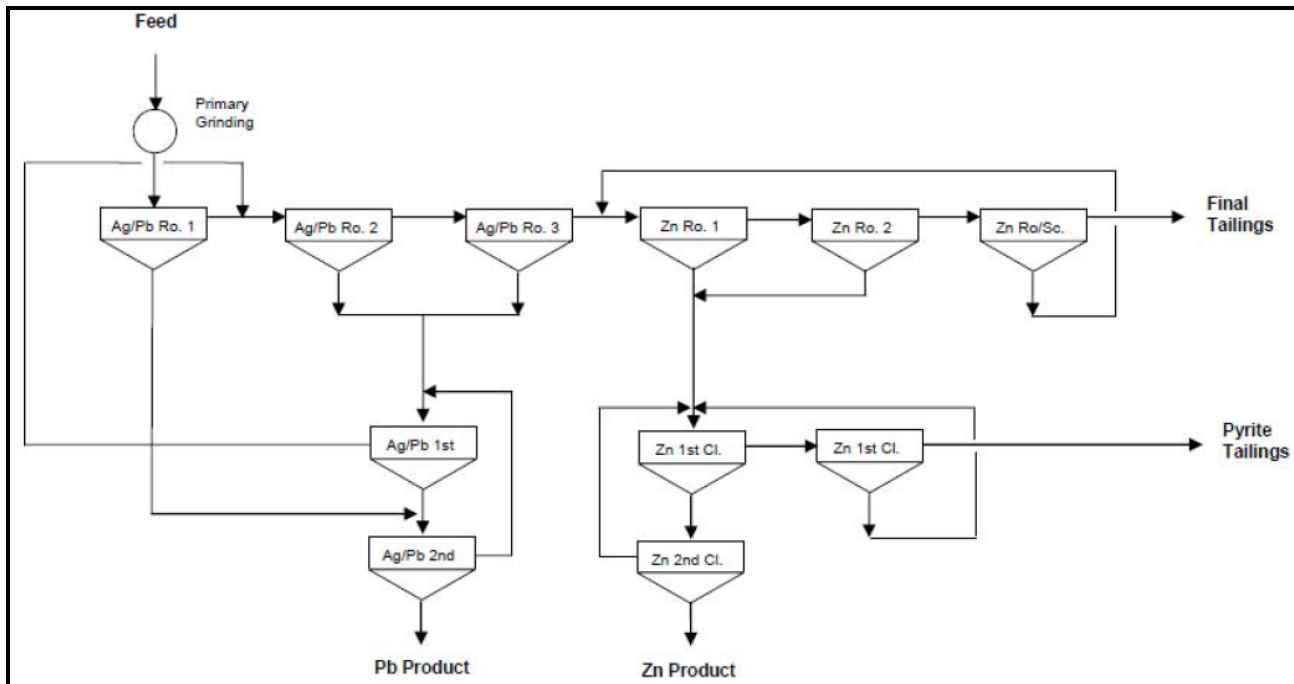 Feed
Primary
Grinding
Ag/Pb Ro. 1
Ag/Pb Ro. 2
Ag/Pb Ro. 3
Zn Ro. 1
Zn Ro. 2
Zn Ro/Sc.
Final
Tailings
Ag/Pb 1st
Zn 1st Cl.
Zn 1st Cl.
Pyrite
Tailings
Ag/Pb 2nd
Zn 2nd Cl.
Pb Product
Zn Product